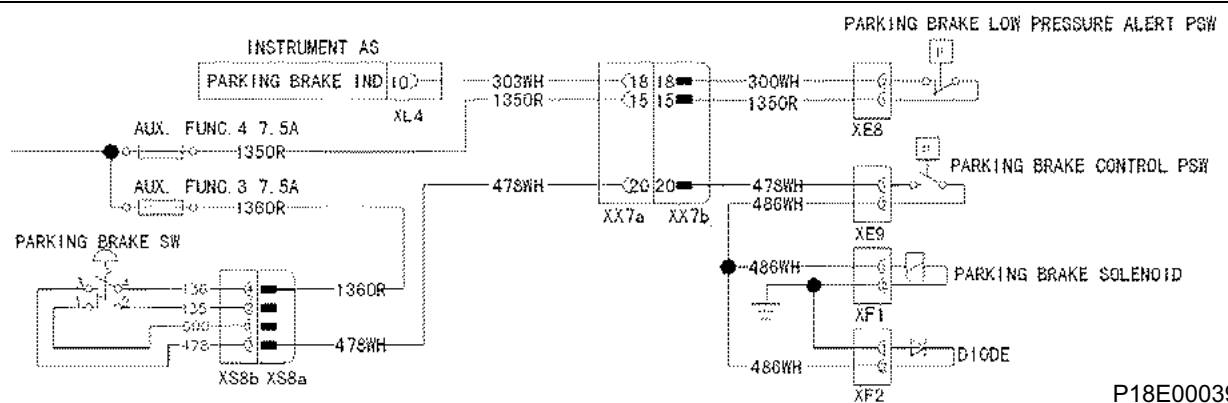 PARKING BRAKE LOW PRESSURE ALERT PSW
INSTRUMENT AS
PARKING BRAKE IND 10
XL4
303WH 18 18 300WH
1350R 15 15 1350R
XE8
AUX. FUNC.4 7.5A
1350R
AUX. FUNC.3 7.5A
1360R
478WH 20 20 478WH
486WH
PARKING BRAKE CONTROL PSW
XX7a XX7b
XE9
PARKING BRAKE SW
136 1360R
135
600
478 478WH
XS8b XS8a
486WH
PARKING BRAKE SOLENOID
XF1
DIODE
486WH
XF2
P18E00039